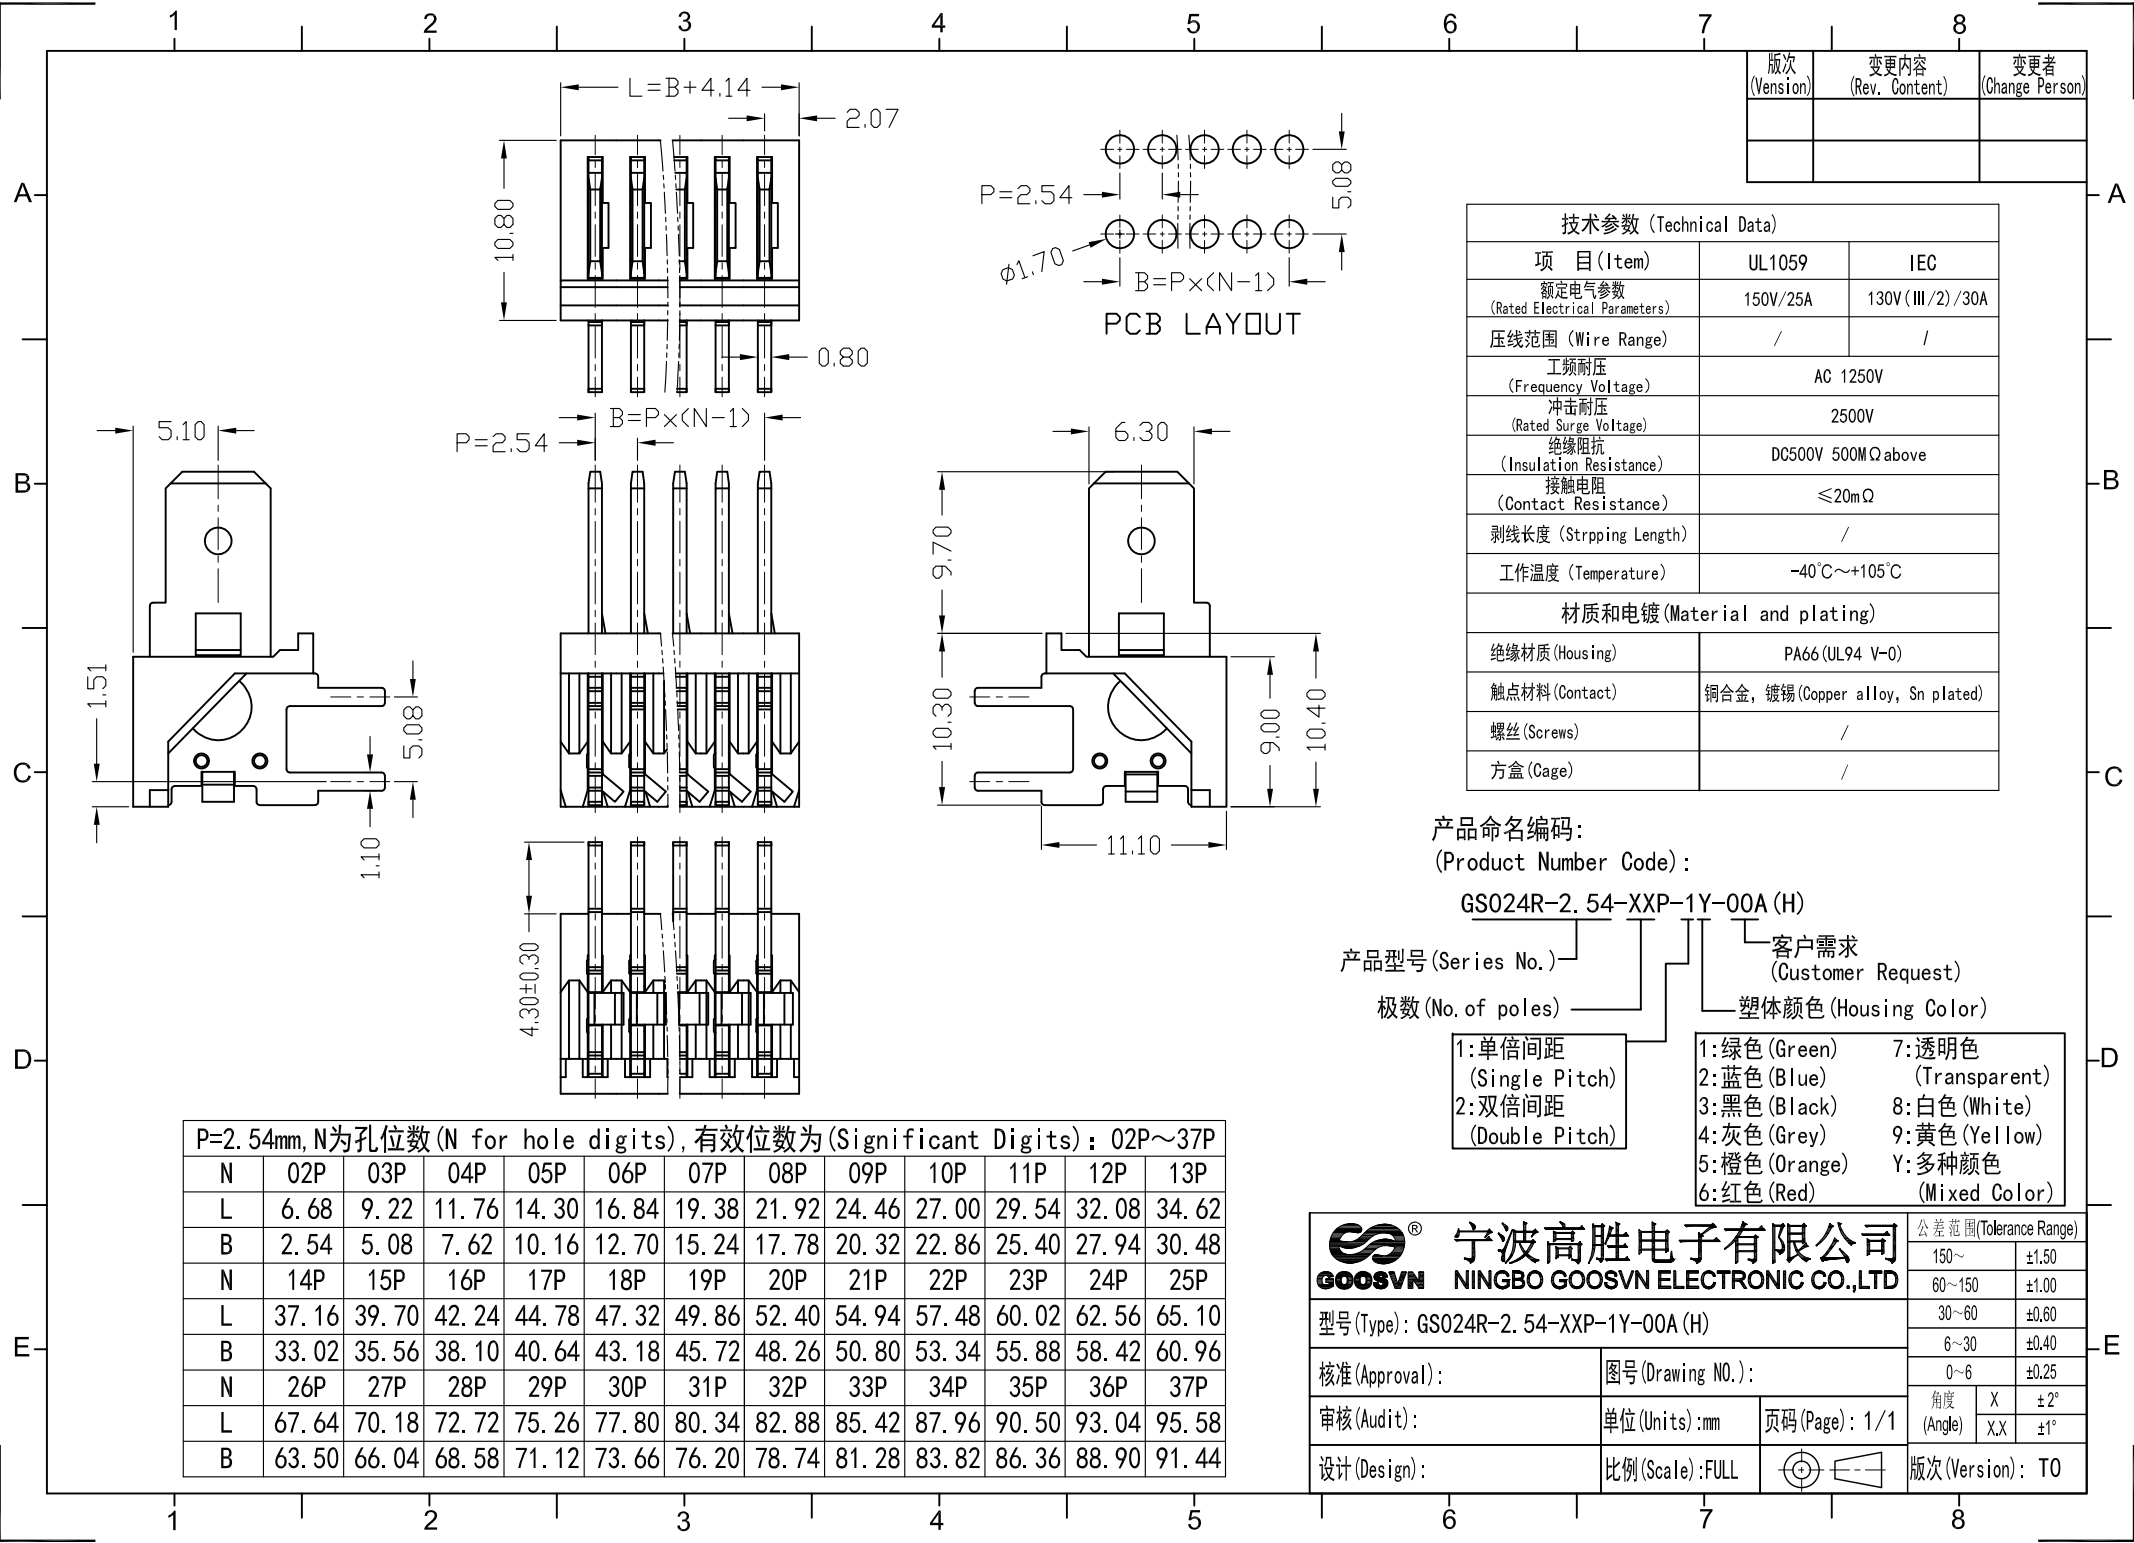 1 2 3 4 5 6 7 8
A
B
C
D
E
版次 变更内容 变更者
(Vension) (Rev. Content) (Change Person)
L=B+4.14
2.07
10.80
0.80
B=P×(N-1)
P=2.54
P=2.54
5.08
Ø1.70
B=P×(N-1)
PCB LAYOUT
5.10
1.51
5.08
1.10
6.30
9.70
10.30
9.00
10.40
11.10
4.30±0.30
技术参数 (Technical Data)
项 目(Item) UL1059 IEC
额定电气参数
(Rated Electrical Parameters) 150V/25A 130V(Ⅲ/2)/30A
压线范围 (Wire Range) / /
工频耐压
(Frequency Voltage) AC 1250V
冲击耐压
(Rated Surge Voltage) 2500V
绝缘阻抗
(Insulation Resistance) DC500V 500MΩabove
接触电阻
(Contact Resistance) ≤20mΩ
剥线长度 (Strpping Length) /
工作温度 (Temperature) -40℃~+105℃
材质和电镀(Material and plating)
绝缘材质(Housing) PA66(UL94 V-0)
触点材料(Contact) 铜合金, 镀锡(Copper alloy, Sn plated)
螺丝(Screws) /
方盒(Cage) /
产品命名编码:
(Product Number Code):
GS024R-2.54-XXP-1Y-00A(H)
客户需求
(Customer Request)
产品型号(Series No.)
极数(No.of poles)
塑体颜色(Housing Color)
1:单倍间距
(Single Pitch)
2:双倍间距
(Double Pitch)
1:绿色(Green)
2:蓝色(Blue)
3:黑色(Black)
4:灰色(Grey)
5:橙色(Orange)
6:红色(Red)
7:透明色
(Transparent)
8:白色(White)
9:黄色(Yellow)
Y:多种颜色
(Mixed Color)
P=2.54mm,N为孔位数(N for hole digits),有效位数为(Significant Digits): 02P~37P
N 02P 03P 04P 05P 06P 07P 08P 09P 10P 11P 12P 13P
L 6.68 9.22 11.76 14.30 16.84 19.38 21.92 24.46 27.00 29.54 32.08 34.62
B 2.54 5.08 7.62 10.16 12.70 15.24 17.78 20.32 22.86 25.40 27.94 30.48
N 14P 15P 16P 17P 18P 19P 20P 21P 22P 23P 24P 25P
L 37.16 39.70 42.24 44.78 47.32 49.86 52.40 54.94 57.48 60.02 62.56 65.10
B 33.02 35.56 38.10 40.64 43.18 45.72 48.26 50.80 53.34 55.88 58.42 60.96
N 26P 27P 28P 29P 30P 31P 32P 33P 34P 35P 36P 37P
L 67.64 70.18 72.72 75.26 77.80 80.34 82.88 85.42 87.96 90.50 93.04 95.58
B 63.50 66.04 68.58 71.12 73.66 76.20 78.74 81.28 83.82 86.36 88.90 91.44
® 宁波高胜电子有限公司
GOOSVN NINGBO GOOSVN ELECTRONIC CO.,LTD
型号(Type): GS024R-2.54-XXP-1Y-00A(H)
核准(Approval): 图号(Drawing NO.):
审核(Audit): 单位(Units):mm 页码(Page): 1/1
设计(Design): 比例(Scale):FULL
公差范围(Tolerance Range)
150~ ±1.50
60~150 ±1.00
30~60 ±0.60
6~30 ±0.40
0~6 ±0.25
角度 X ±2°
(Angle) X.X ±1°
版次(Version): T0
A
B
C
D
E
1 2 3 4 5 6 7 8